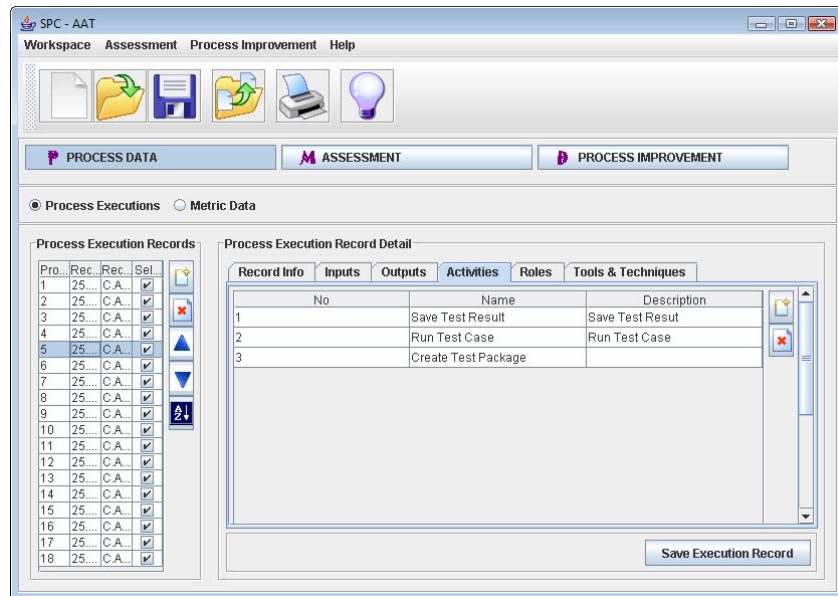 SPC - AAT
Workspace Assessment Process Improvement Help
PROCESS DATA
ASSESSMENT
PROCESS IMPROVEMENT
Process Executions Metric Data
Process Execution Records
Pro... Rec... Rec... Sel...
1 25.... C.A...
2 25.... C.A...
3 25.... C.A...
4 25.... C.A...
5 25.... C.A...
6 25.... C.A...
7 25.... C.A...
8 25.... C.A...
9 25.... C.A...
10 25.... C.A...
11 25.... C.A...
12 25.... C.A...
13 25.... C.A...
14 25.... C.A...
15 25.... C.A...
16 25.... C.A...
17 25.... C.A...
18 25.... C.A...
Process Execution Record Detail
Record Info Inputs Outputs Activities Roles Tools & Techniques
No Name Description
1 Save Test Result Save Test Resut
2 Run Test Case Run Test Case
3 Create Test Package
Save Execution Record